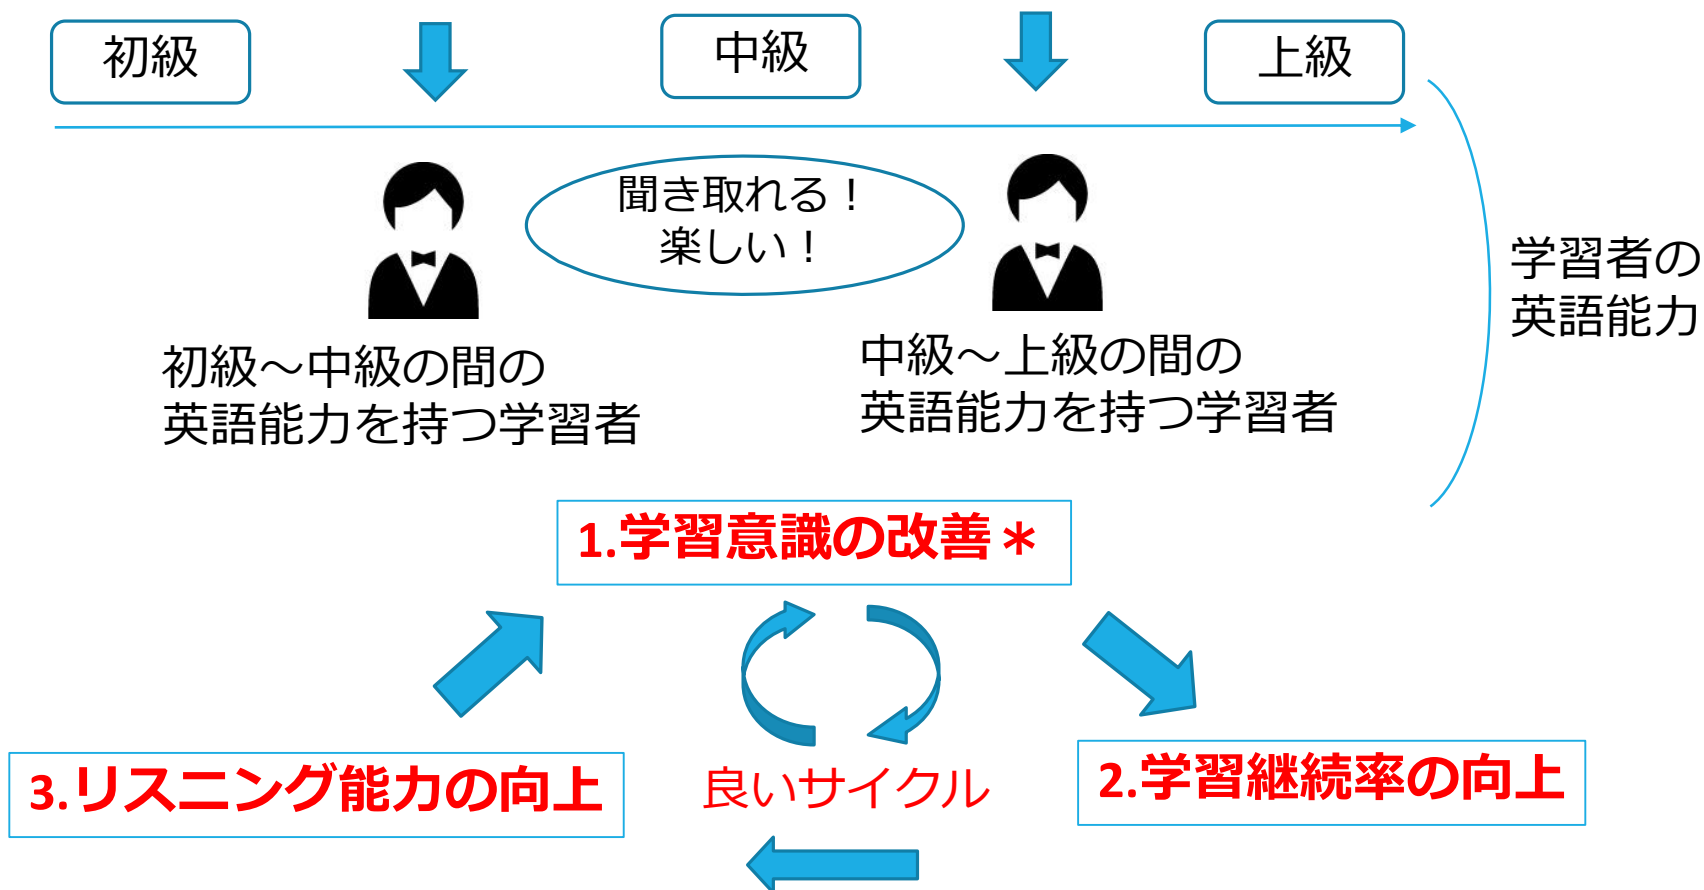 初級
中級
上級
聞き取れる！
楽しい！
学習者の
英語能力
初級～中級の間の
英語能力を持つ学習者
中級～上級の間の
英語能力を持つ学習者
1.学習意識の改善＊
3.リスニング能力の向上
良いサイクル
2.学習継続率の向上